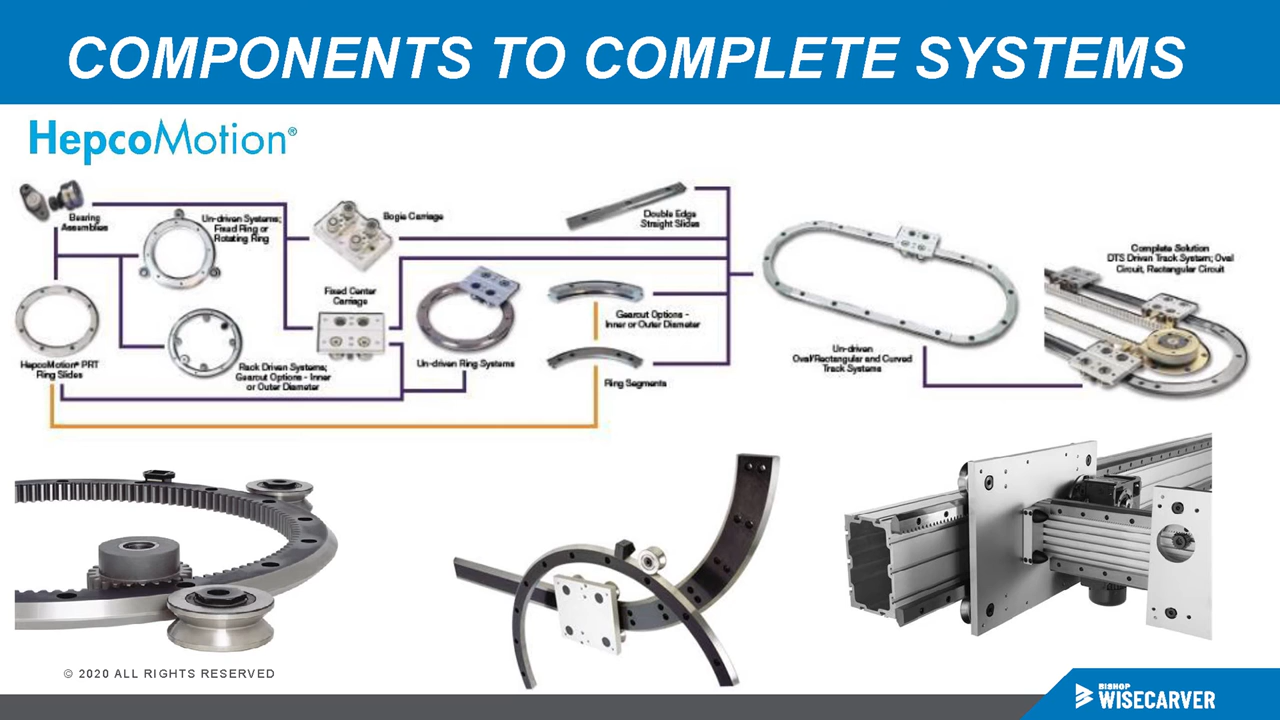 COMPONENTS TO COMPLETE SYSTEMS
HepcoMotion®
Bearing
Assemblies
Un-driven Systems;
Fixed Ring or
Rotating Ring
Bogie Carriage
Double Edge
Straight Slides
Complete Solution
DTS Driven Track System; Oval
Circuit, Rectangular Circuit
Fixed Center
Carriage
Gearcut Options -
Inner or Outer Diameter
HepcoMotion® PRT
Ring Slides
Rack Driven Systems;
Gearcut Options - Inner
or Outer Diameter
Un-driven Ring Systems
Ring Segments
Un-driven
Oval/Rectangular and Curved
Track Systems
© 2020 ALL RIGHTS RESERVED
BISHOP
WISECARVER